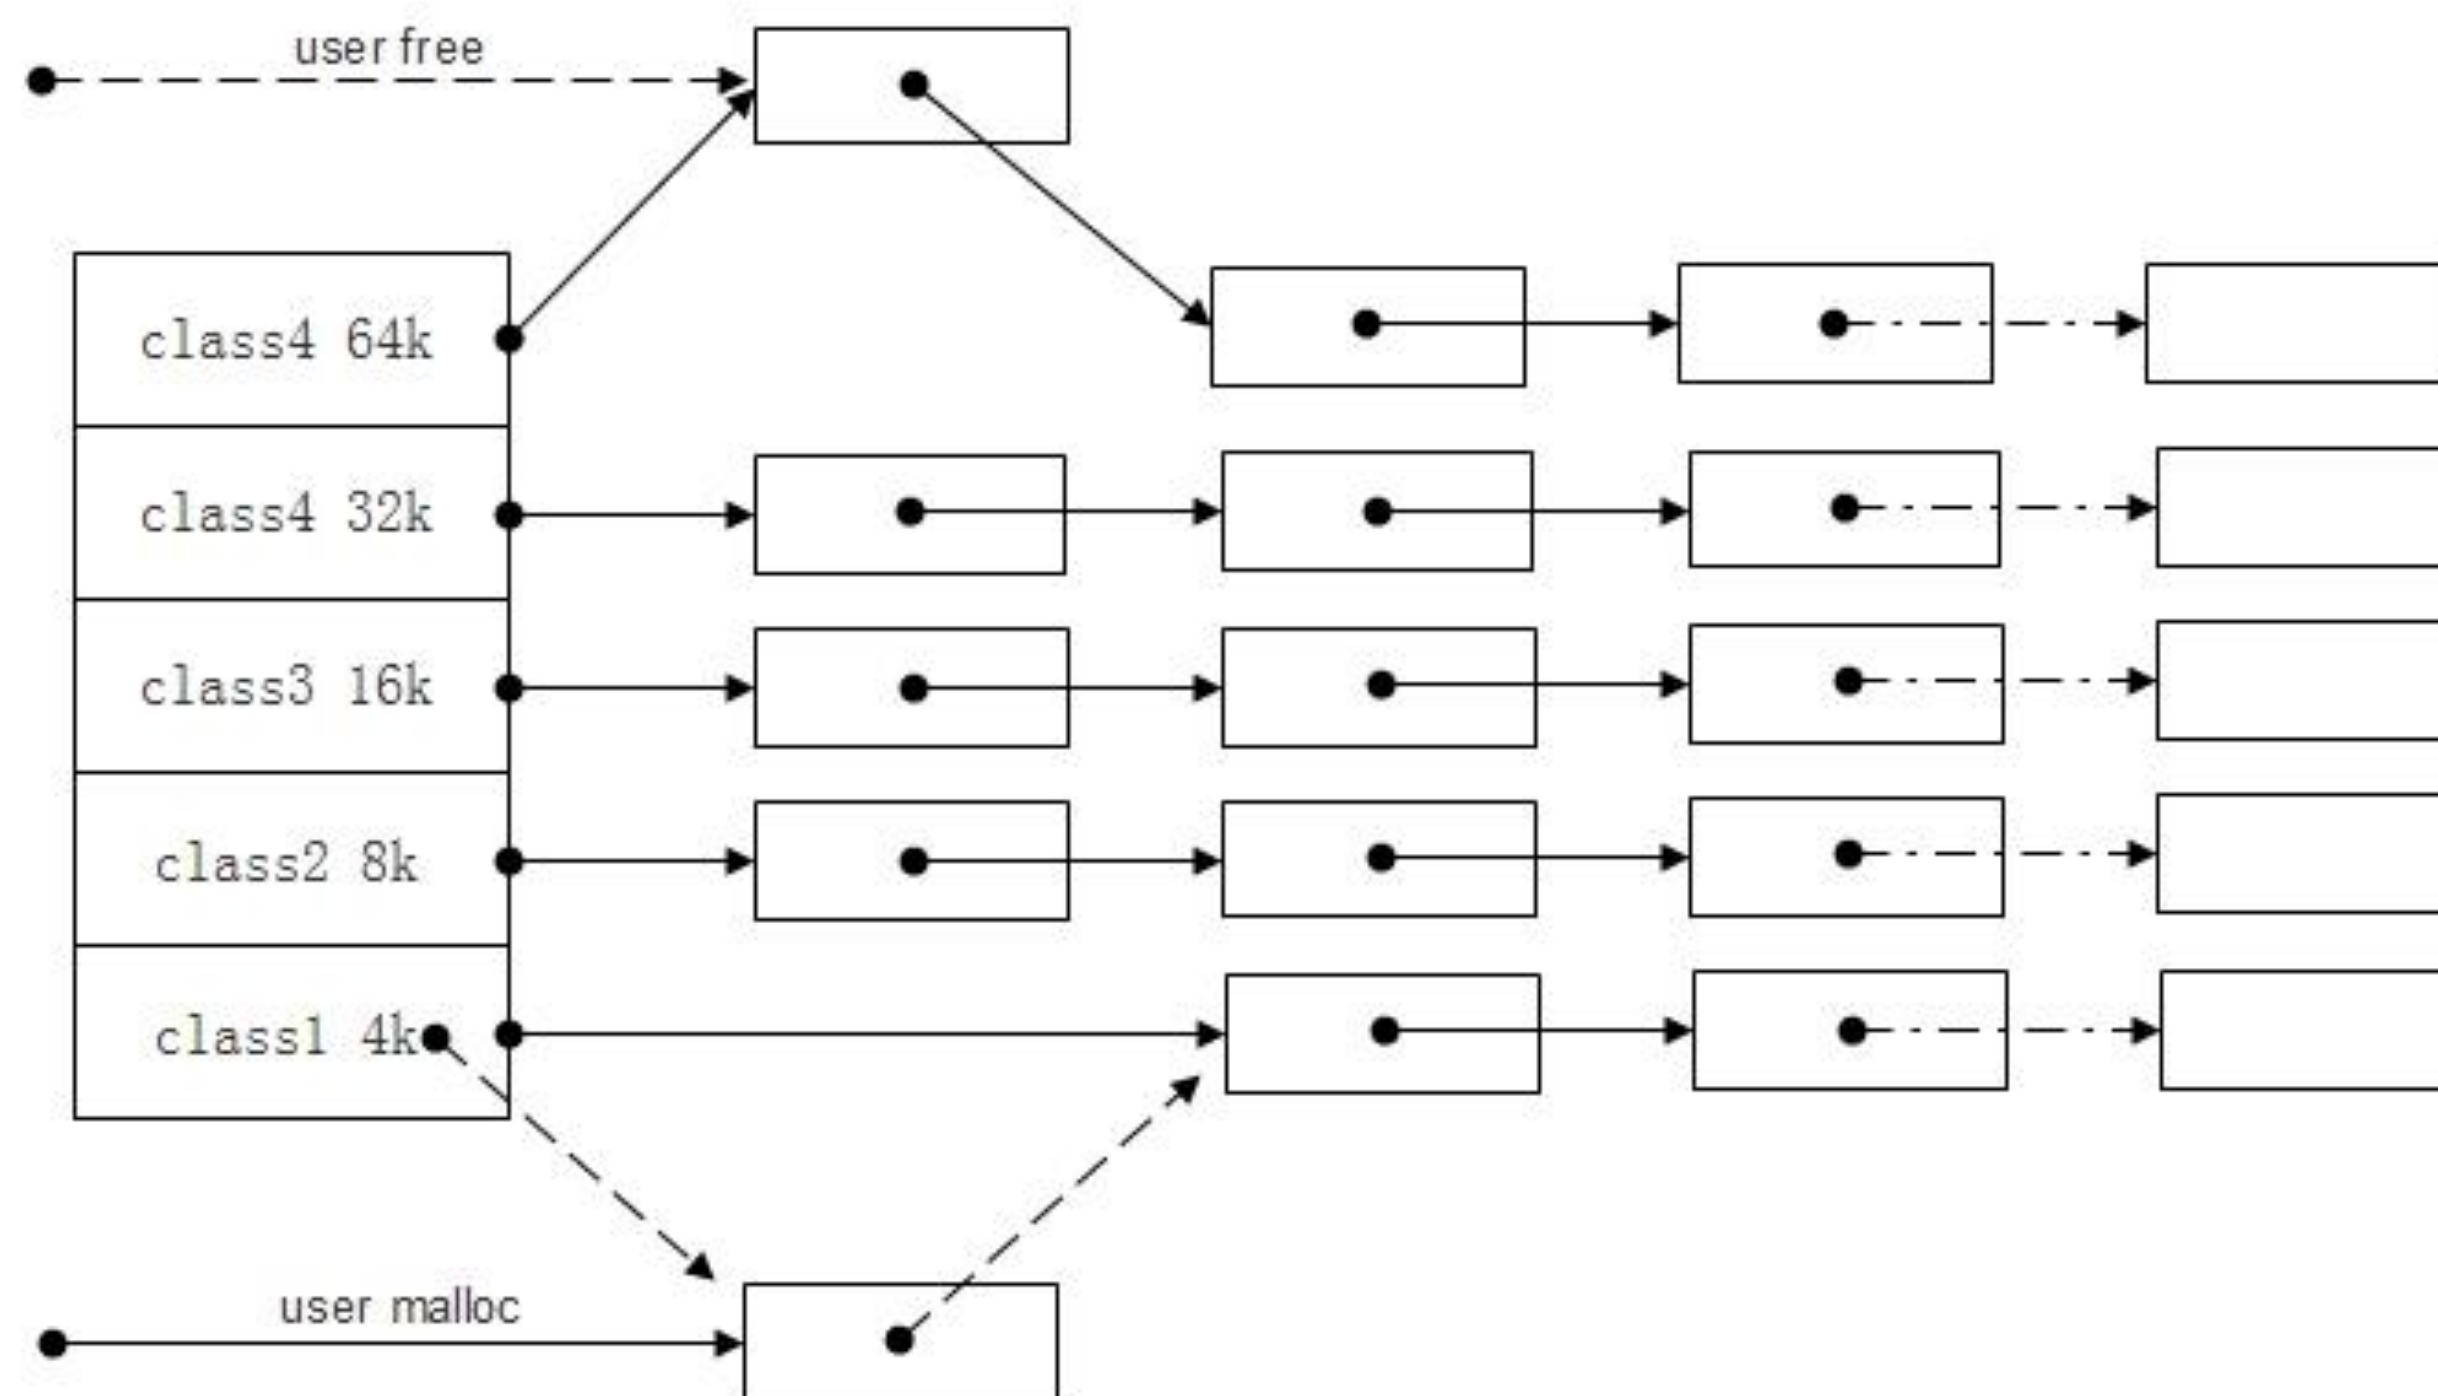 user free
class4 64k
class4 32k
class3 16k
class2 8k
class1 4k
user malloc